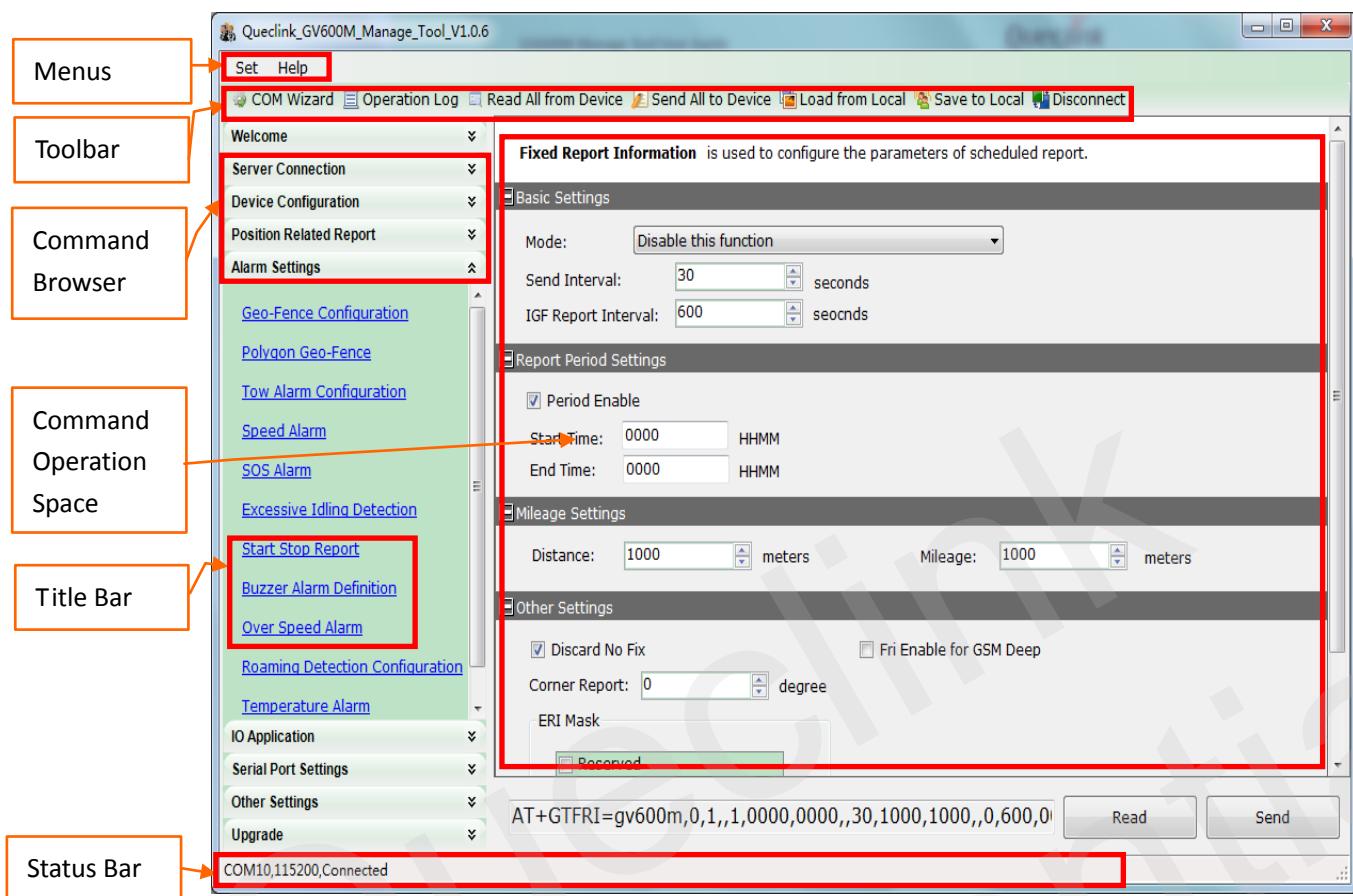 Queclink_GV600M_Manage_Tool_V1.0.6
Menus
Set Help
COM Wizard Operation Log Read All from Device Send All to Device Load from Local Save to Local Disconnect
Toolbar
Welcome
Server Connection
Device Configuration
Position Related Report
Alarm Settings
Command
Browser
Geo-Fence Configuration
Polygon Geo-Fence
Tow Alarm Configuration
Speed Alarm
SOS Alarm
Excessive Idling Detection
Start Stop Report
Buzzer Alarm Definition
Over Speed Alarm
Roaming Detection Configuration
Temperature Alarm
Command
Operation
Space
Title Bar
IO Application
Serial Port Settings
Other Settings
Upgrade
Fixed Report Information is used to configure the parameters of scheduled report.
Basic Settings
Mode: Disable this function
Send Interval: 30 seconds
IGF Report Interval: 600 seocnds
Report Period Settings
Period Enable
Start Time: 0000 HHMM
End Time: 0000 HHMM
Mileage Settings
Distance: 1000 meters Mileage: 1000 meters
Other Settings
Discard No Fix Fri Enable for GSM Deep
Corner Report: 0 degree
ERI Mask
Reserved
AT+GTFRI=gv600m,0,1,,1,0000,0000,,30,1000,1000,,0,600,0 Read Send
Status Bar
COM10,115200,Connected
Queclink